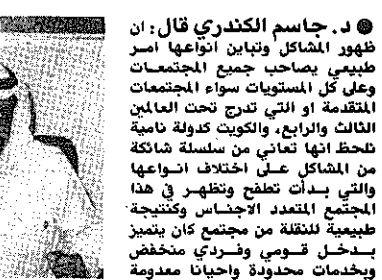 ● د. جاسم الكندري قال: ان
ظهور المشاكل وتباين انواعها امر
طبيعي يصاحب جميع المجتمعات
وعلى كل المستويات سواء المجتمعات
المتقدمة او التي تدرج تحت العالمين
الثالث والرابع، والكويت كدولة نامية
نلحظ انها تعاني من سلسلة شائكة
من المشاكل على اختلاف انواعها
والتي بدأت تطفح وتظهر في هذا
المجتمع المتعدد الاجناس وكنتيجة
طبيعية للنقلة من مجتمع كان يتميز
بدخل قومي وفردي منخفض
وبخدمات محدودة واحيانا معدومة